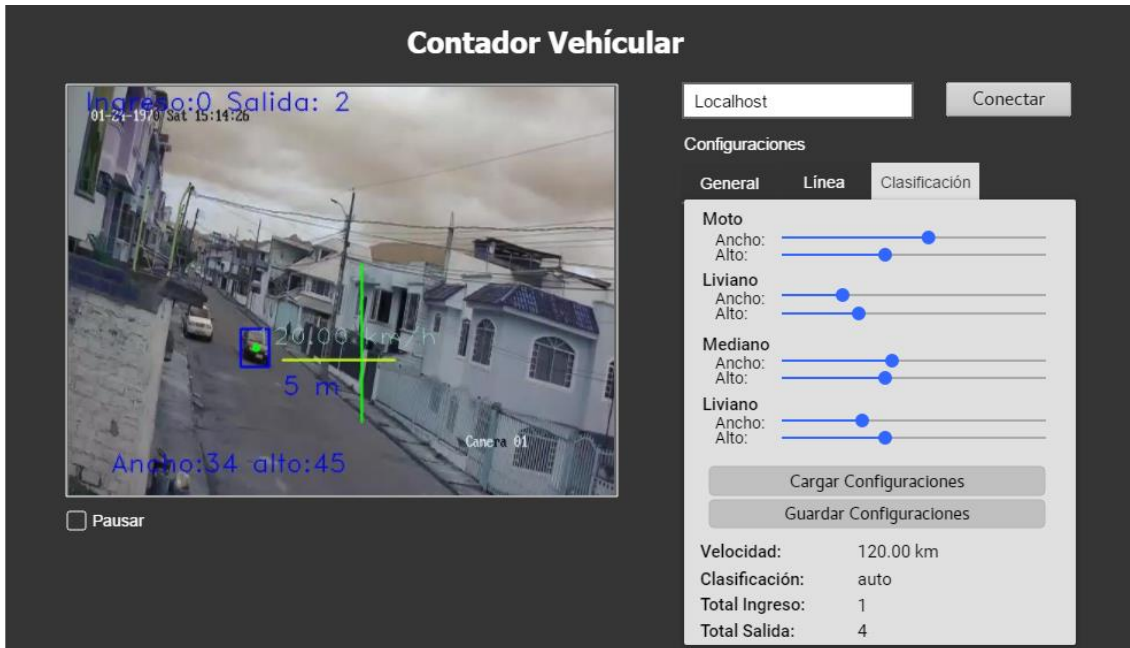 Contador Vehícular
Ingreso:0 Salida: 2
01-24-1970 Sat 15:14:26
20.00 km/h
5 m
Camera 01
Ancho:34 alto:45
Pausar
Localhost
Conectar
Configuraciones
General Línea Clasificación
Moto
Ancho:
Alto:
Liviano
Ancho:
Alto:
Mediano
Ancho:
Alto:
Liviano
Ancho:
Alto:
Cargar Configuraciones
Guardar Configuraciones
Velocidad: 120.00 km
Clasificación: auto
Total Ingreso: 1
Total Salida: 4